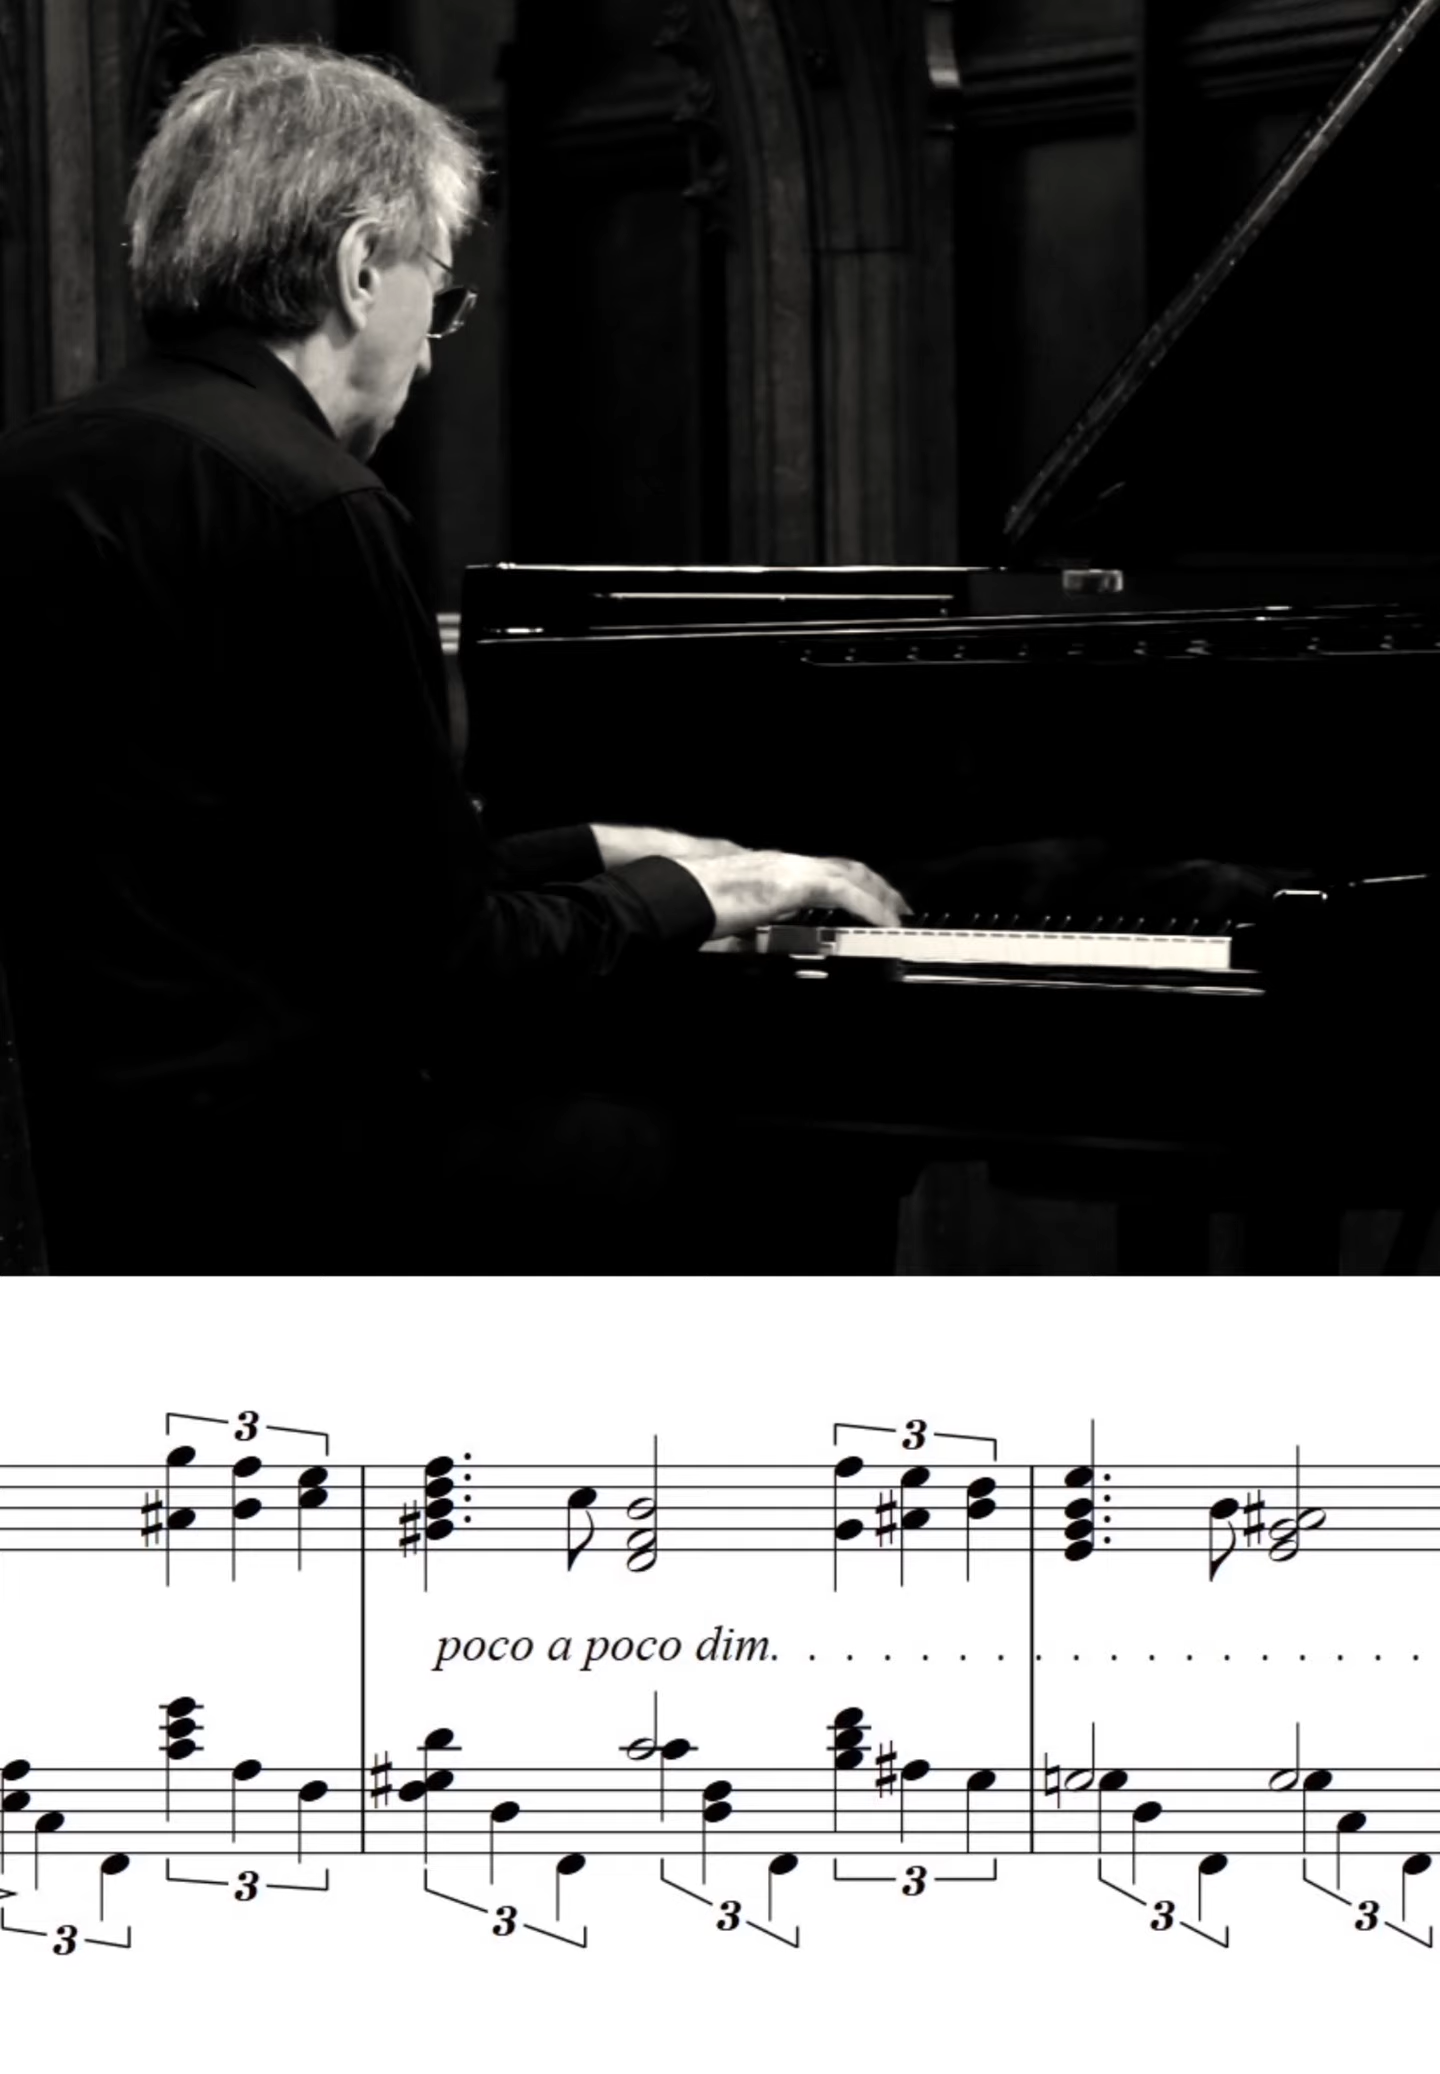 3 3
poco a poco dim. . . . . . . . . . . . . . . . . .
3 3 3 3 3 3 3